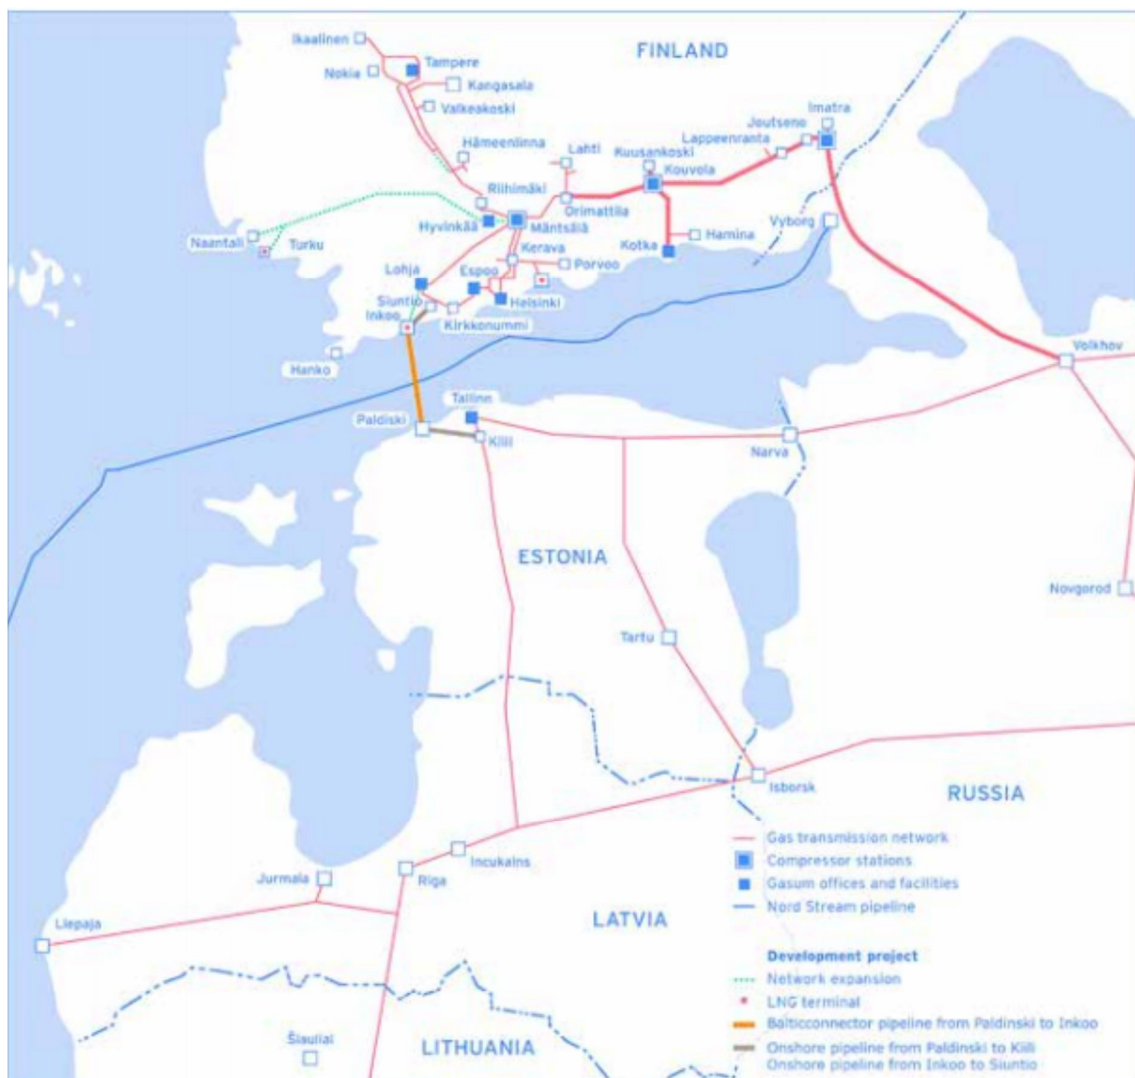 Ikaalinen
FINLAND
Tampere
Nokia
Kangasala
Valkeakoski
Imatra
Joutseno
Lappeenranta
Hämeenlinna
Lahti
Kuusankoski
Kouvola
Riihimäki
Orimattila
Hyvinkää
Mäntsälä
Vyborg
Naantali
Turku
Hamina
Kotka
Kerava
Porvoo
Lohja
Espoo
Siuntio
Helsinki
Inkoo
Kirkkonummi
Volkhov
Hanko
Tallinn
Paldiski
Kiili
Narva
ESTONIA
Novgorod
Tartu
Isborsk
RUSSIA
Gas transmission network
Incukalns
Compressor stations
Jurmala
Riga
Gasum offices and facilities
Liepaja
LATVIA
Nord Stream pipeline
Development project
Network expansion
LNG terminal
Balticconnector pipeline from Paldinski to Inkoo
Šiauliai
LITHUANIA
Onshore pipeline from Paldinski to Kiili
Onshore pipeline from Inkoo to Siuntio